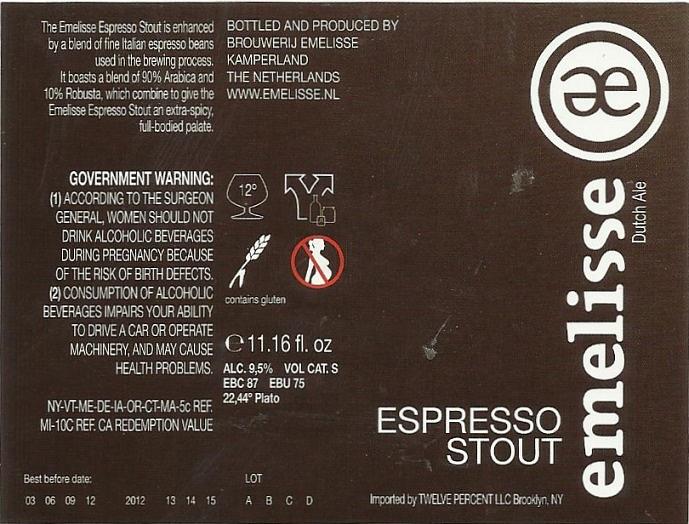 The Emelisse Espresso Stout is enhanced
by a blend of fine Italian espresso beans
used in the brewing process.
It boasts a blend of 90% Arabica and
10% Robusta, which combine to give the
Emelisse Espresso Stout an extra-spicy,
full-bodied palate.
BOTTLED AND PRODUCED BY
BROUWERIJ EMELISSE
KAMPERLAND
THE NETHERLANDS
WWW.EMELISSE.NL
GOVERNMENT WARNING:
(1) ACCORDING TO THE SURGEON
GENERAL, WOMEN SHOULD NOT
DRINK ALCOHOLIC BEVERAGES
DURING PREGNANCY BECAUSE
OF THE RISK OF BIRTH DEFECTS.
(2) CONSUMPTION OF ALCOHOLIC
BEVERAGES IMPAIRS YOUR ABILITY
TO DRIVE A CAR OR OPERATE
MACHINERY, AND MAY CAUSE
HEALTH PROBLEMS.
NY-VT-ME-DE-IA-OR-CT-MA-5c REF.
MI-10C REF. CA REDEMPTION VALUE
12°
contains gluten
℮ 11.16 fl. oz
ALC. 9,5% VOL CAT. S
EBC 87 EBU 75
22,44° Plato
Best before date:
03 06 09 12 2012 13 14 15
LOT
A B C D
æ
emelisse
Dutch Ale
ESPRESSO
STOUT
Imported by TWELVE PERCENT LLC Brooklyn, NY